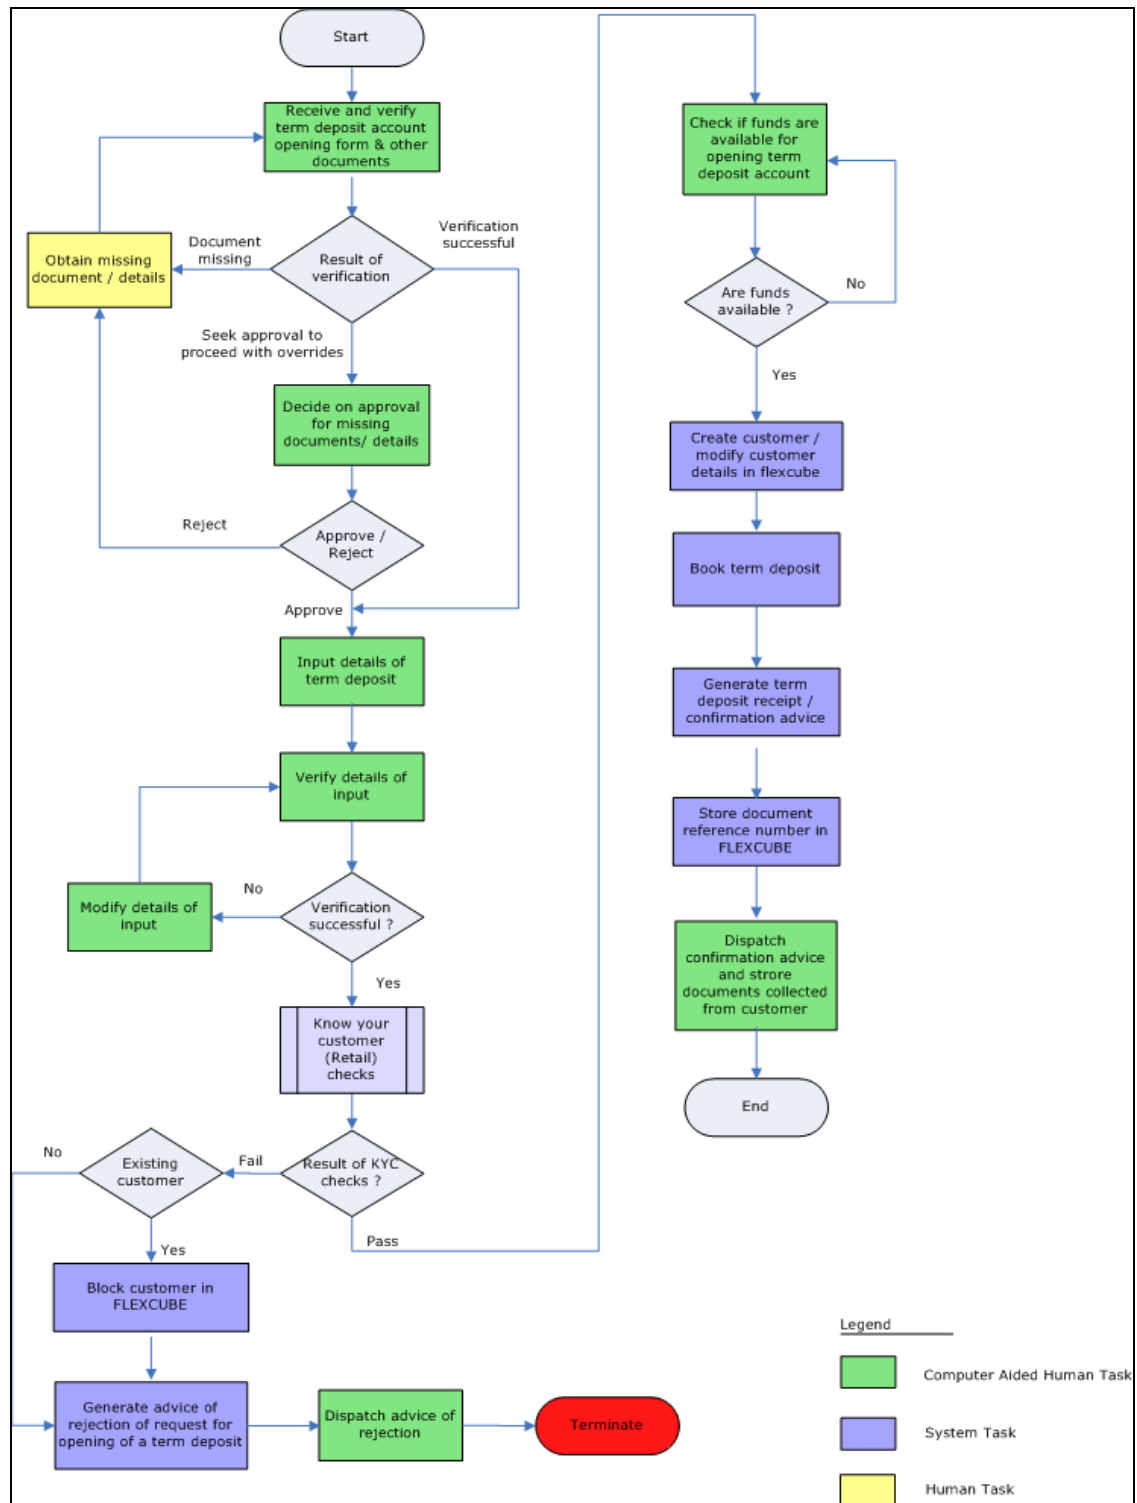 Start
Receive and verify
term deposit account
opening form & other
documents
Verification
successful
Document
missing
Result of
verification
Obtain missing
document / details
Seek approval to
proceed with overrides
Decide on approval
for missing
documents/ details
Reject
Approve /
Reject
Approve
Input details of
term deposit
Verify details of
input
No
Modify details of
input
Verification
successful ?
Yes
Know your
customer
(Retail)
checks
No
Existing
customer
Fail
Result of KYC
checks ?
Pass
Yes
Block customer in
FLEXCUBE
Generate advice of
rejection of request for
opening of a term deposit
Dispatch advice of
rejection
Terminate
Check if funds are
available for
opening term
deposit account
Are funds
available ?
No
Yes
Create customer /
modify customer
details in flexcube
Book term deposit
Generate term
deposit receipt /
confirmation advice
Store document
reference number in
FLEXCUBE
Dispatch
confirmation advice
and strore
documents collected
from customer
End
Legend
Computer Aided Human Task
System Task
Human Task